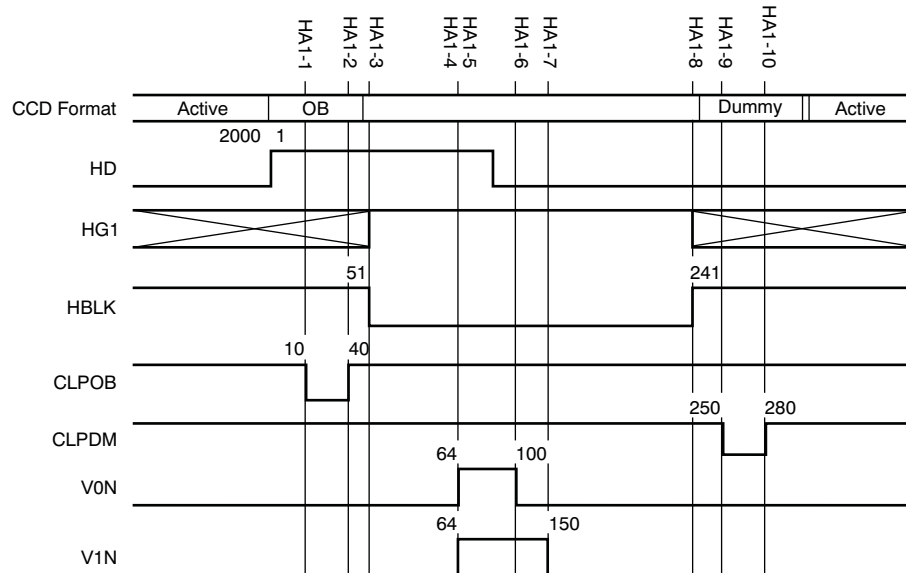 HA1-1
HA1-2
HA1-3
HA1-4
HA1-5
HA1-6
HA1-7
HA1-8
HA1-9
HA1-10
CCD Format Active OB Dummy Active
2000 1
HD
HG1
51 241
HBLK
10 40
CLPOB
250 280
CLPDM
64 100
V0N
64 150
V1N